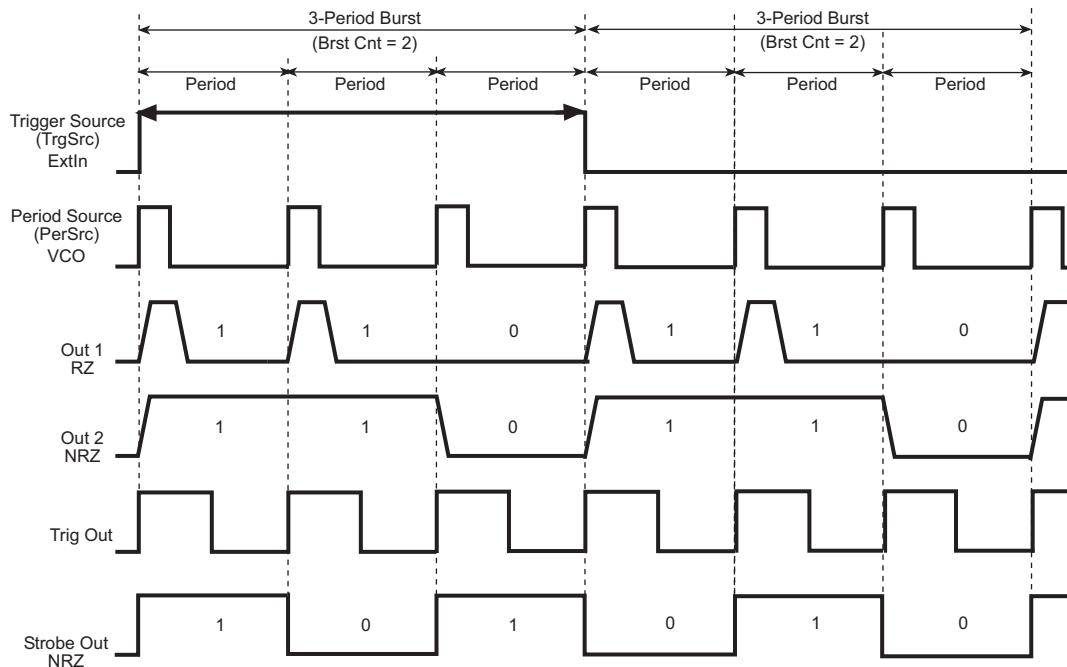 3-Period Burst
3-Period Burst
(Brst Cnt = 2)
(Brst Cnt = 2)
Period
Period
Period
Period
Period
Period
Trigger Source
(TrgSrc)
ExtIn
Period Source
(PerSrc)
VCO
1
1
0
1
1
0
Out 1
RZ
1
1
0
1
1
0
Out 2
NRZ
Trig Out
1
0
1
0
1
0
Strobe Out
NRZ